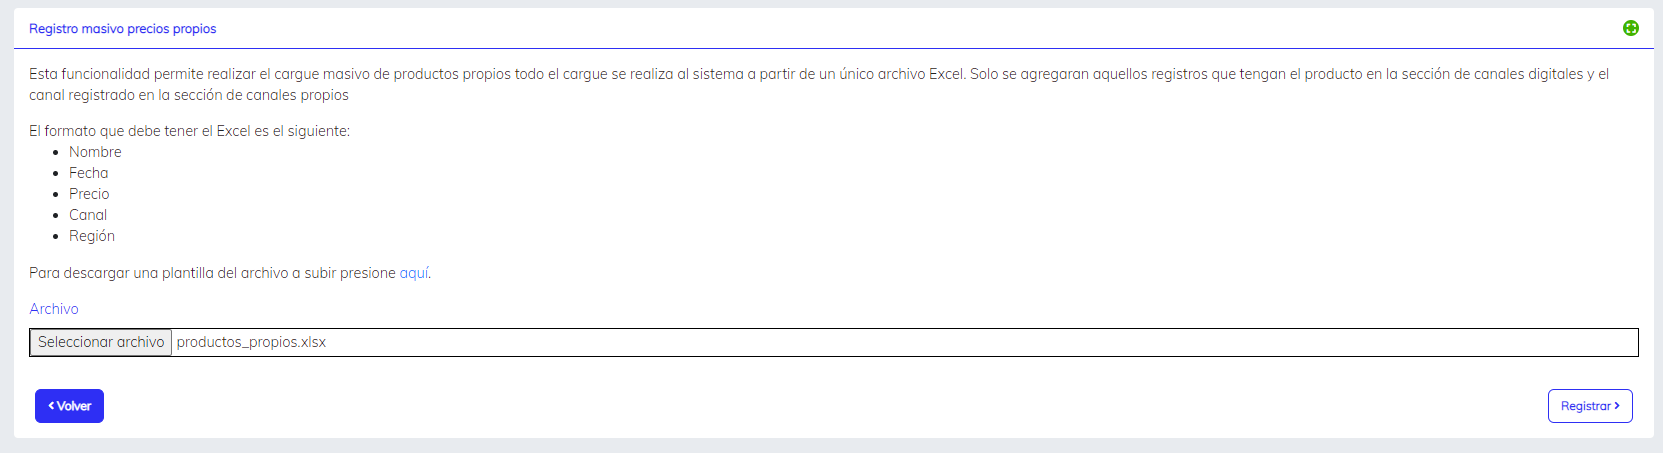 Registro masivo precios propios
Esta funcionalidad permite realizar el cargue masivo de productos propios todo el cargue se realiza al sistema a partir de un único archivo Excel. Solo se agregaran aquellos registros que tengan el producto en la sección de canales digitales y el
canal registrado en la sección de canales propios
El formato que debe tener el Excel es el siguiente:
Nombre
Fecha
Precio
Canal
Región
Para descargar una plantilla del archivo a subir presione aquí.
Archivo
Seleccionar archivo productos_propios.xlsx
Volver
Registrar